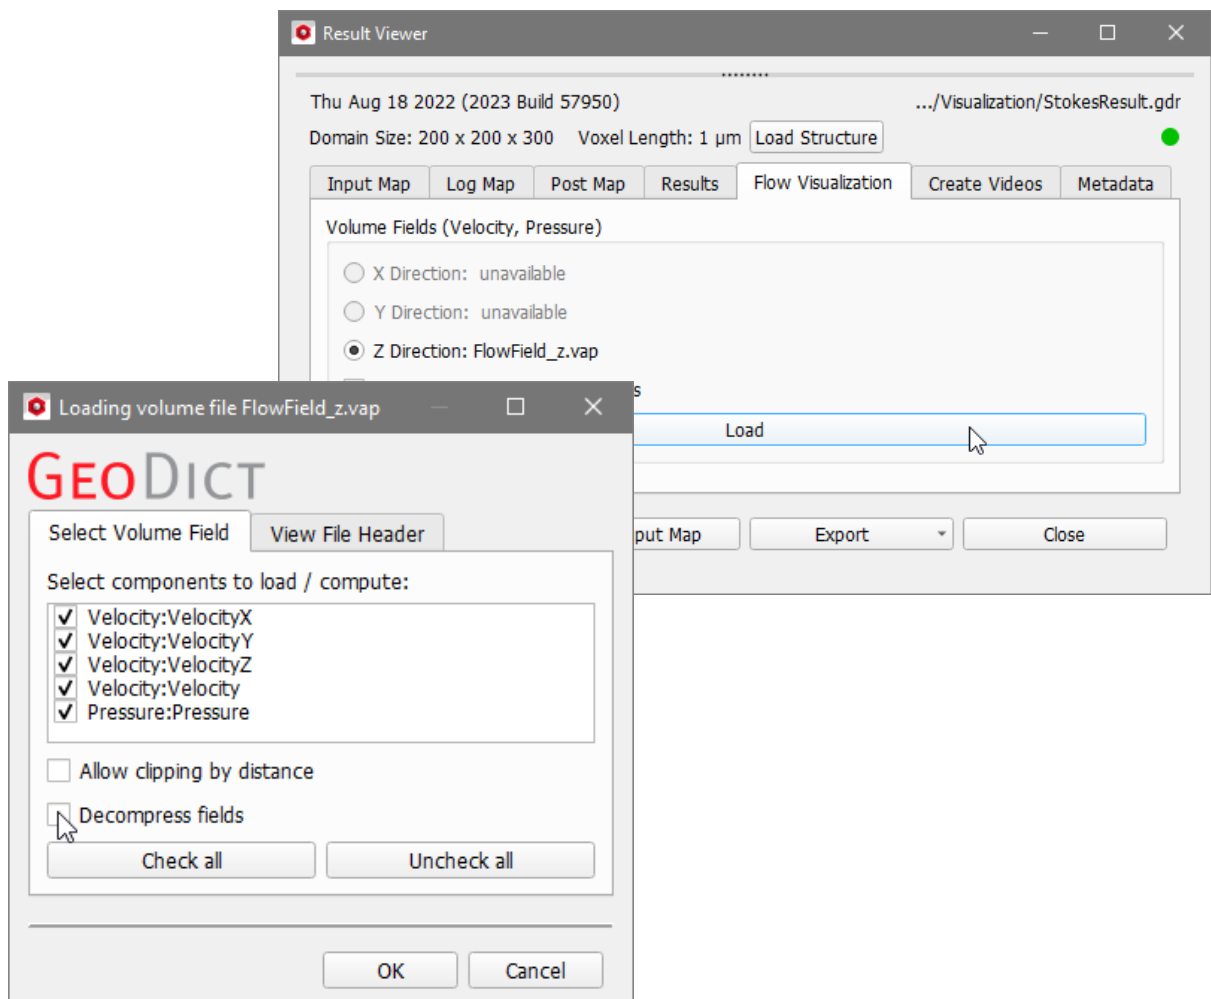 Result Viewer
Thu Aug 18 2022 (2023 Build 57950) .../Visualization/StokesResult.gdr
Domain Size: 200 x 200 x 300 Voxel Length: 1 µm Load Structure
Input Map Log Map Post Map Results Flow Visualization Create Videos Metadata
Volume Fields (Velocity, Pressure)
X Direction: unavailable
Y Direction: unavailable
Z Direction: FlowField_z.vap
s
Load
put Map Export Close
Loading volume file FlowField_z.vap
GEODICT
Select Volume Field View File Header
Select components to load / compute:
Velocity:VelocityX
Velocity:VelocityY
Velocity:VelocityZ
Velocity:Velocity
Pressure:Pressure
Allow clipping by distance
Decompress fields
Check all Uncheck all
OK Cancel